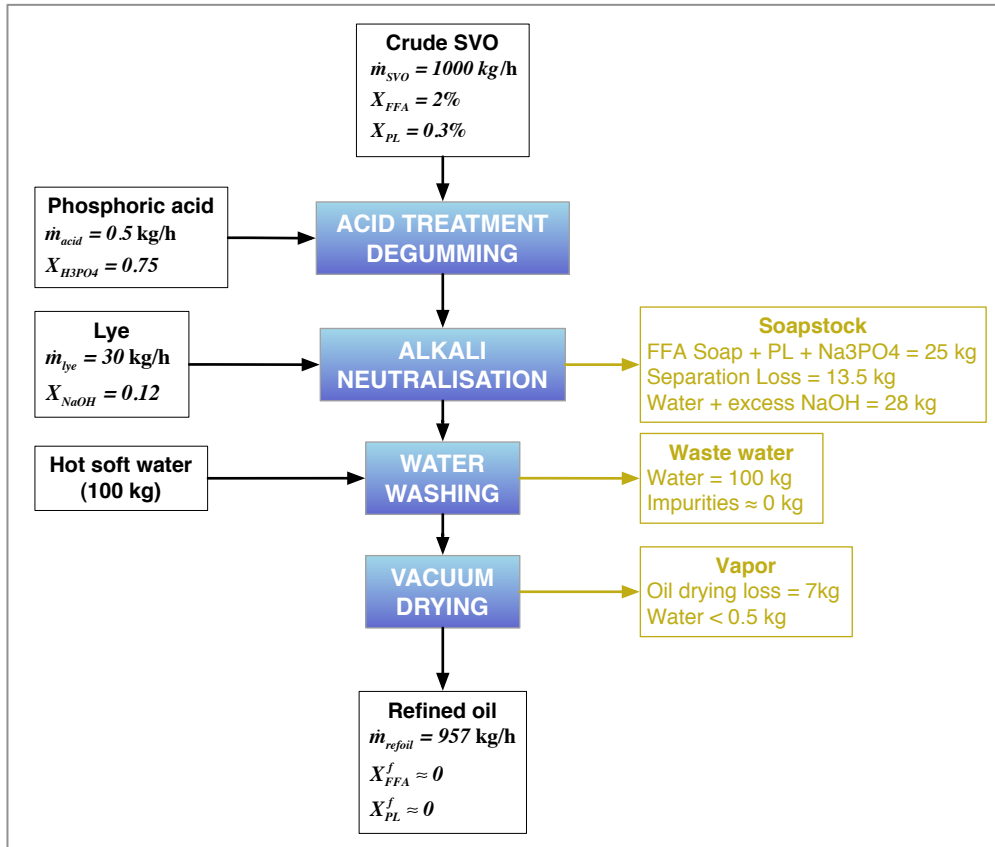 Crude SVO
ṁSVO = 1000 kg/h
XFFA = 2%
XPL = 0.3%
Phosphoric acid
ṁacid = 0.5 kg/h
XH3PO4 = 0.75
ACID TREATMENT
DEGUMMING
Lye
ṁlye = 30 kg/h
XNaOH = 0.12
ALKALI
NEUTRALISATION
Soapstock
FFA Soap + PL + Na3PO4 = 25 kg
Separation Loss = 13.5 kg
Water + excess NaOH = 28 kg
Hot soft water
(100 kg)
WATER
WASHING
Waste water
Water = 100 kg
Impurities ≈ 0 kg
VACUUM
DRYING
Vapor
Oil drying loss = 7kg
Water < 0.5 kg
Refined oil
ṁrefoil = 957 kg/h
XfFFA ≈ 0
XfPL ≈ 0